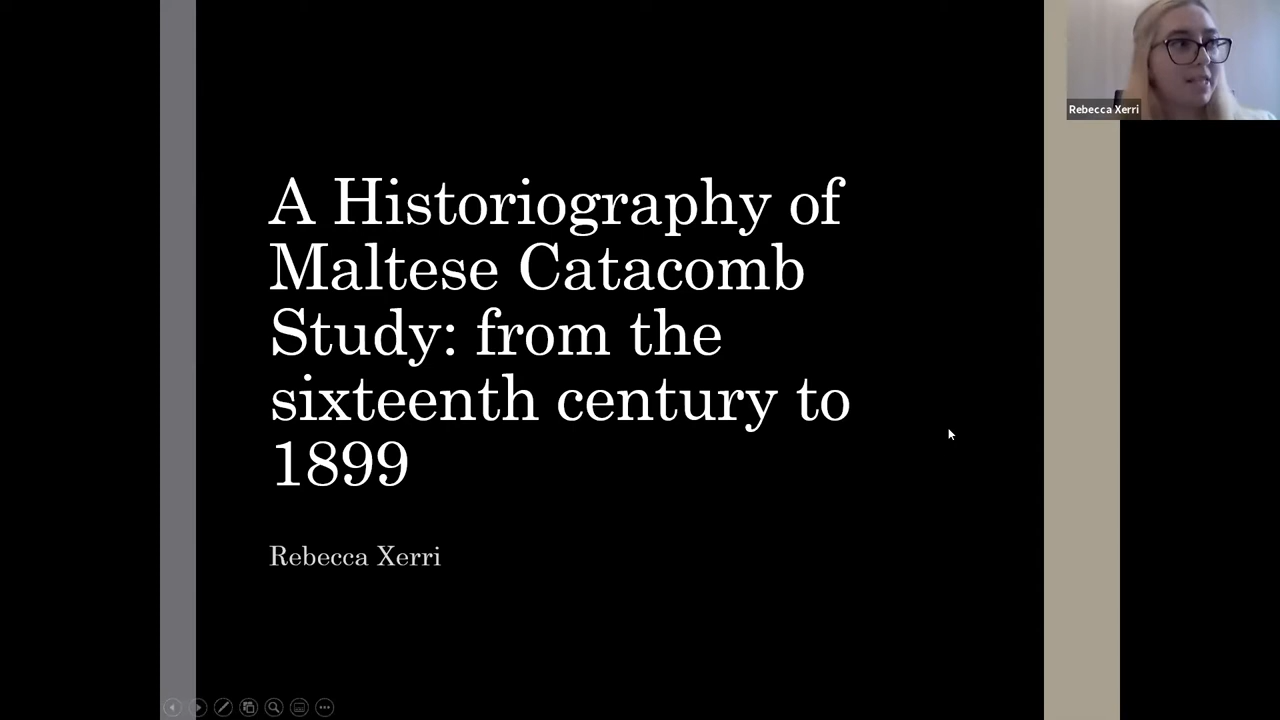 Rebecca Xerri
A Historiography of
Maltese Catacomb
Study: from the
sixteenth century to
1899
Rebecca Xerri